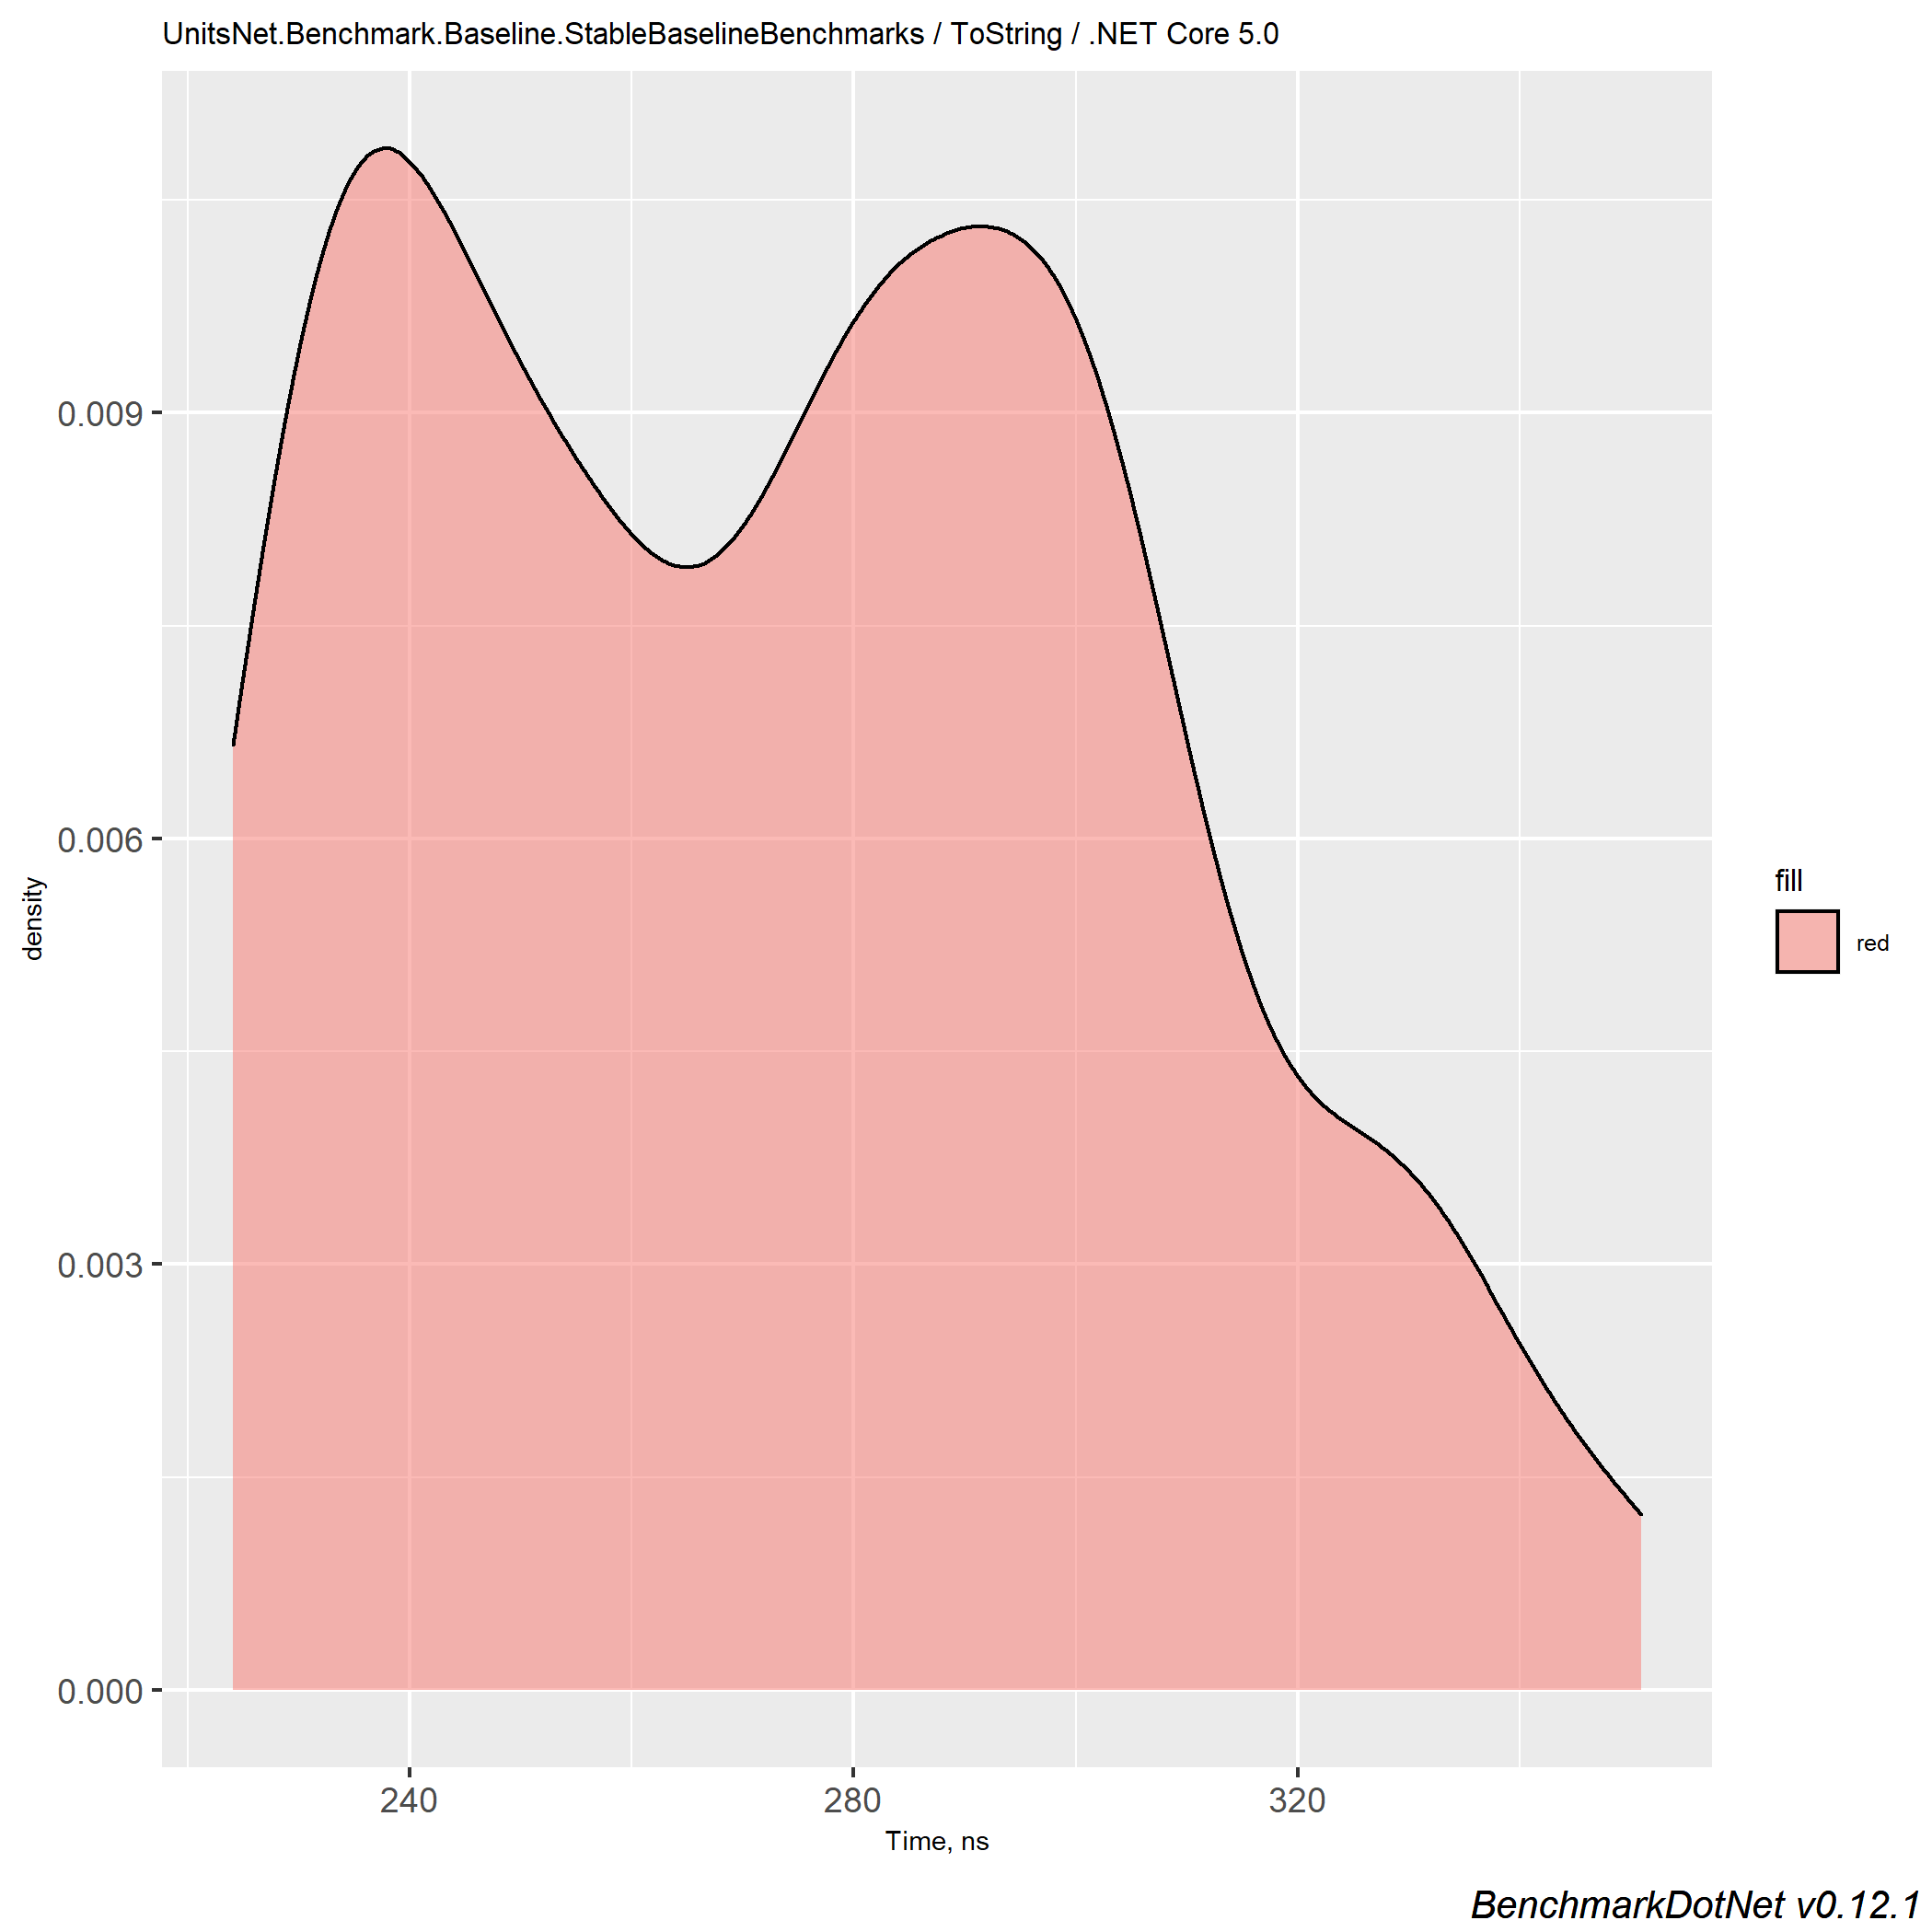 UnitsNet.Benchmark.Baseline.StableBaselineBenchmarks / ToString / .NET Core 5.0
0.009
0.006
0.003
0.000
density
240 280 320
Time, ns
fill
red
BenchmarkDotNet v0.12.1